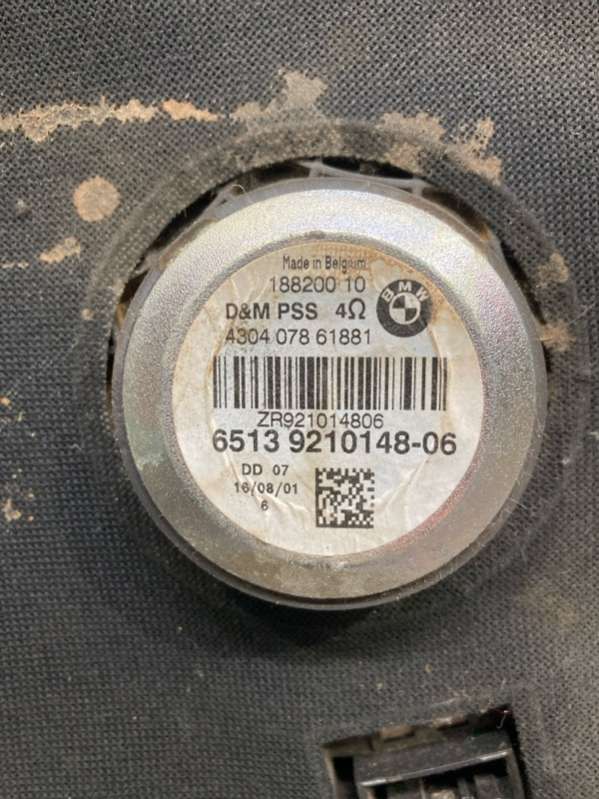 Made in Belgium
188200 10
BMW
D&M PSS 4Ω
4304 078 61881
ZR921014806
6513 9210148-06
DD 07
16/08/01
6